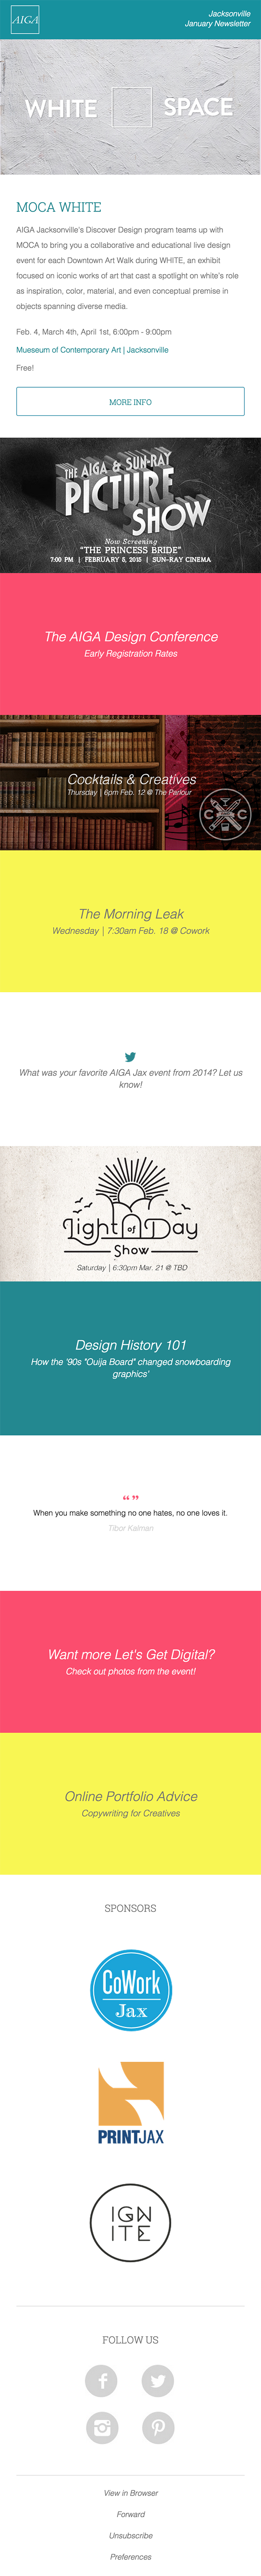 AIGA
Jacksonville
January Newsletter
WHITE SPACE
MOCA WHITE
AIGA Jacksonville's Discover Design program teams up with
MOCA to bring you a collaborative and educational live design
event for each Downtown Art Walk during WHITE, an exhibit
focused on iconic works of art that cast a spotlight on white's role
as inspiration, color, material, and even conceptual premise in
objects spanning diverse media.
Feb. 4, March 4th, April 1st, 6:00pm - 9:00pm
Mueseum of Contemporary Art | Jacksonville
Free!
MORE INFO
THE AIGA & SUN-RAY
PICTURE
SHOW
Now Screening
"THE PRINCESS BRIDE"
7:00 PM | FEBRUARY 5, 2015 | SUN-RAY CINEMA
The AIGA Design Conference
Early Registration Rates
Cocktails & Creatives
Thursday | 6pm Feb. 12 @ The Parlour
C C
The Morning Leak
Wednesday | 7:30am Feb. 18 @ Cowork
What was your favorite AIGA Jax event from 2014? Let us
know!
Light of Day
Show
Saturday | 6:30pm Mar. 21 @ TBD
Design History 101
How the '90s "Ouija Board" changed snowboarding
graphics'
“ ”
When you make something no one hates, no one loves it.
Tibor Kalman
Want more Let's Get Digital?
Check out photos from the event!
Online Portfolio Advice
Copywriting for Creatives
SPONSORS
CoWork
Jax
PRINTJAX
IGN
ITE
FOLLOW US
View in Browser
Forward
Unsubscribe
Preferences